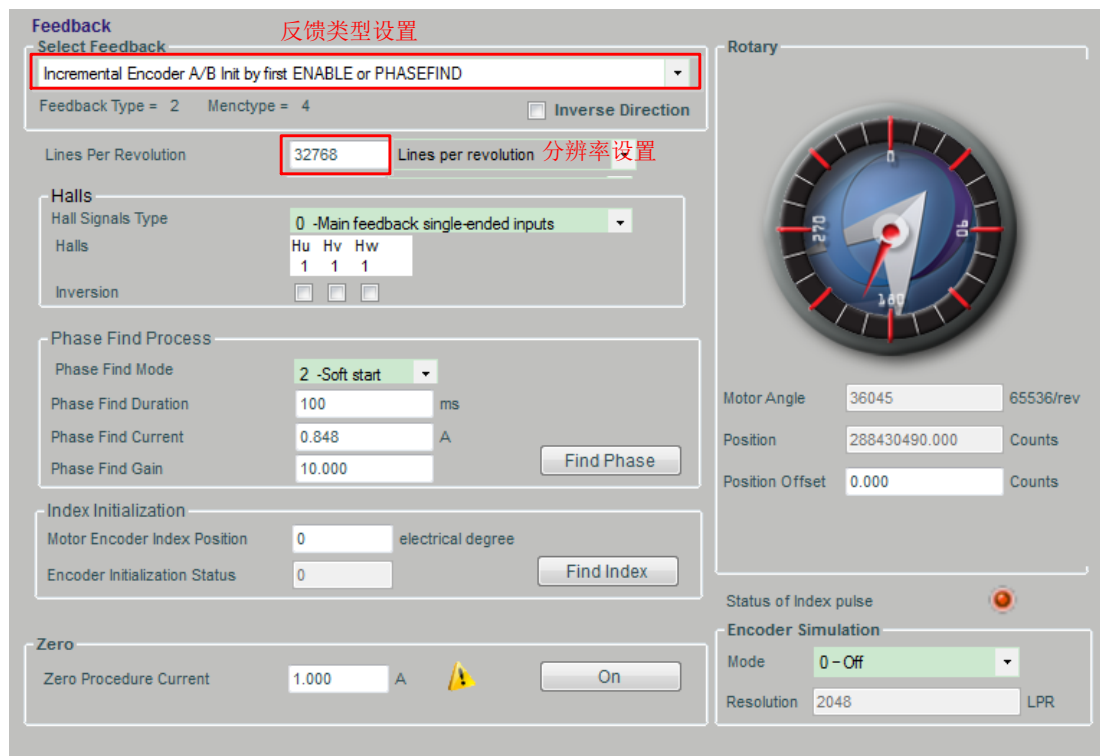 Feedback
反馈类型设置
Select Feedback
Incremental Encoder A/B Init by first ENABLE or PHASEFIND
Feedback Type = 2 Menctype = 4
Inverse Direction
Lines Per Revolution
32768
Lines per revolution
分辨率设置
Halls
Hall Signals Type
0 -Main feedback single-ended inputs
Halls
Hu Hv Hw
1 1 1
Inversion
Phase Find Process
Phase Find Mode
2 -Soft start
Phase Find Duration
100
ms
Phase Find Current
0.848
A
Phase Find Gain
10.000
Find Phase
Index Initialization
Motor Encoder Index Position
0
electrical degree
Encoder Initialization Status
0
Find Index
Zero
Zero Procedure Current
1.000
A
On
Rotary
0
90
180
270
Motor Angle
36045
65536/rev
Position
288430490.000
Counts
Position Offset
0.000
Counts
Status of Index pulse
Encoder Simulation
Mode
0 – Off
Resolution
2048
LPR